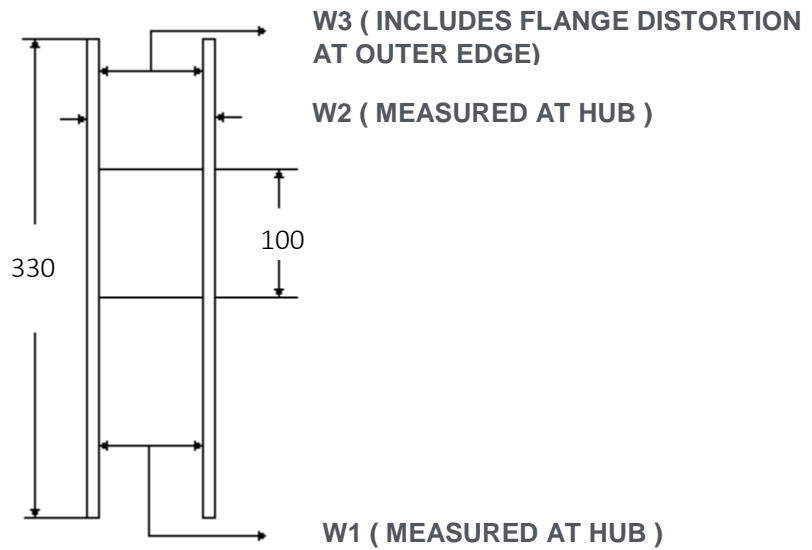 W3 ( INCLUDES FLANGE DISTORTION
AT OUTER EDGE)
W2 ( MEASURED AT HUB )
100
330
W1 ( MEASURED AT HUB )